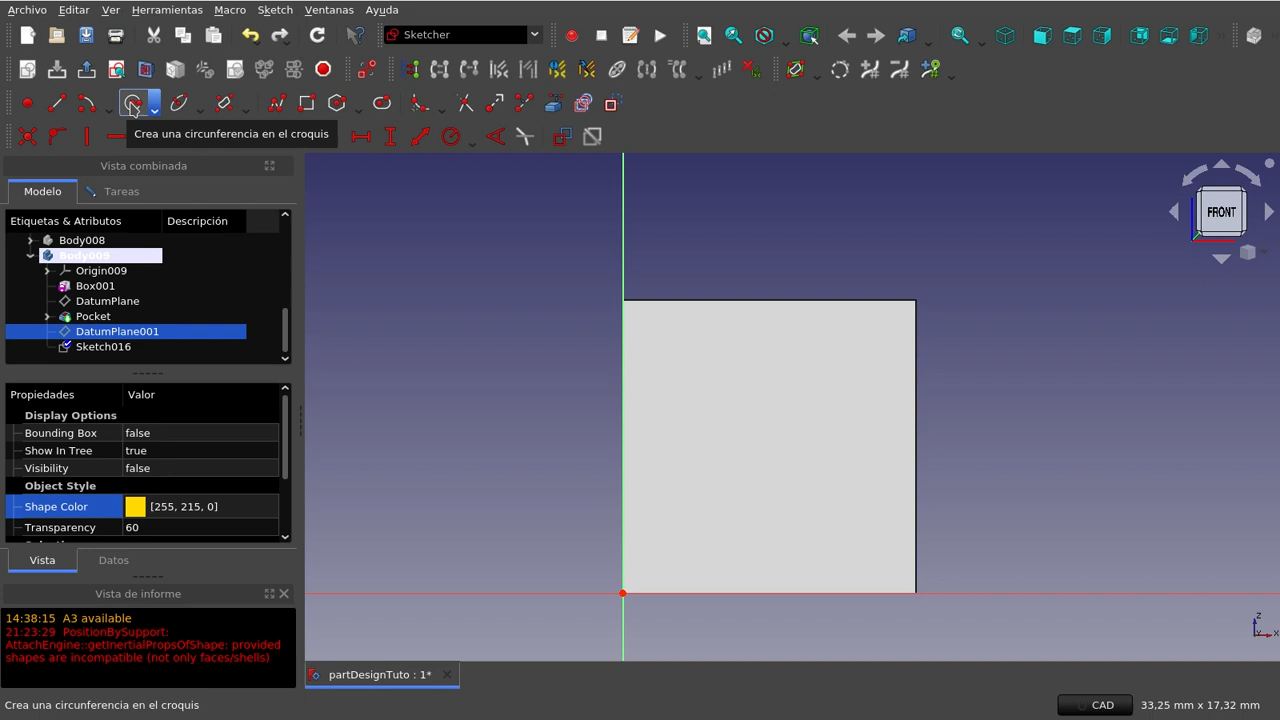 Archivo Editar Ver Herramientas Macro Sketch Ventanas Ayuda
Sketcher
Crea una circunferencia en el croquis
Vista combinada
Modelo Tareas
Etiquetas & Atributos Descripción
Body008
Body009
Origin009
Box001
DatumPlane
Pocket
DatumPlane001
Sketch016
Propiedades Valor
Display Options
Bounding Box false
Show In Tree true
Visibility false
Object Style
Shape Color [255, 215, 0]
Transparency 60
Vista Datos
Vista de informe
14:38:15 A3 available
21:23:29 PositionBySupport:
AttachEngine::getInertialPropsOfShape: provided
shapes are incompatible (not only faces/shells)
FRONT
Z
X
partDesignTuto : 1*
Crea una circunferencia en el croquis
CAD 33,25 mm x 17,32 mm